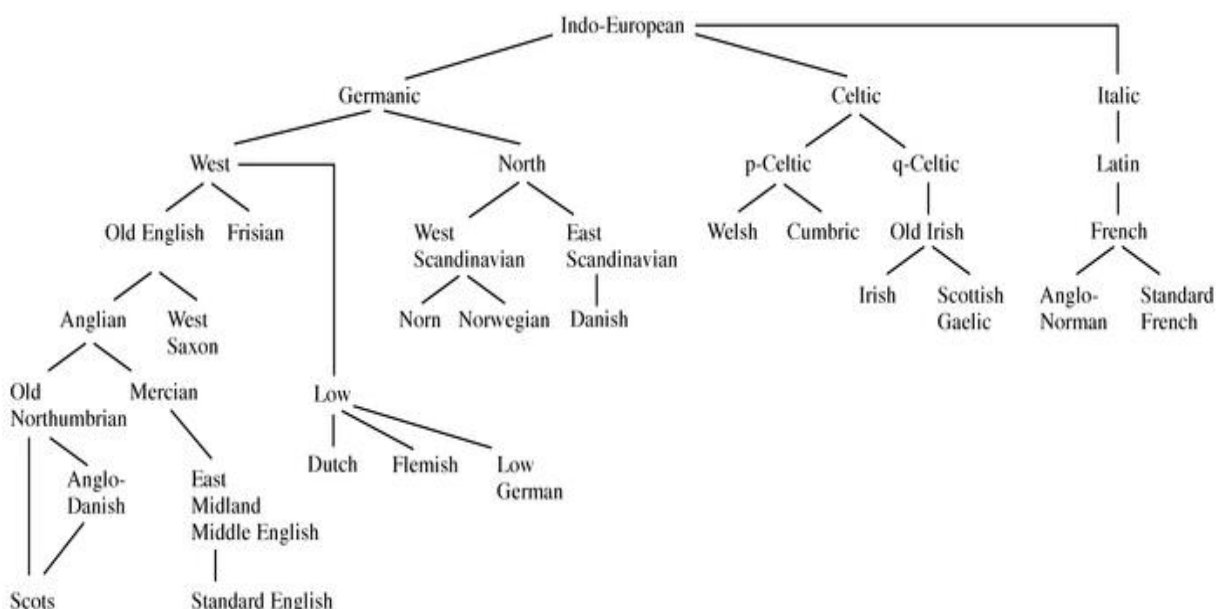 Indo-European
Germanic
Celtic
Italic
West
North
p-Celtic
q-Celtic
Latin
Old English
Frisian
West
Scandinavian
East
Scandinavian
Welsh
Cumbric
Old Irish
French
Anglian
West
Saxon
Norn
Norwegian
Danish
Irish
Scottish
Gaelic
Anglo-
Norman
Standard
French
Old
Northumbrian
Mercian
Low
Anglo-
Danish
East
Midland
Middle English
Dutch
Flemish
Low
German
Scots
Standard English